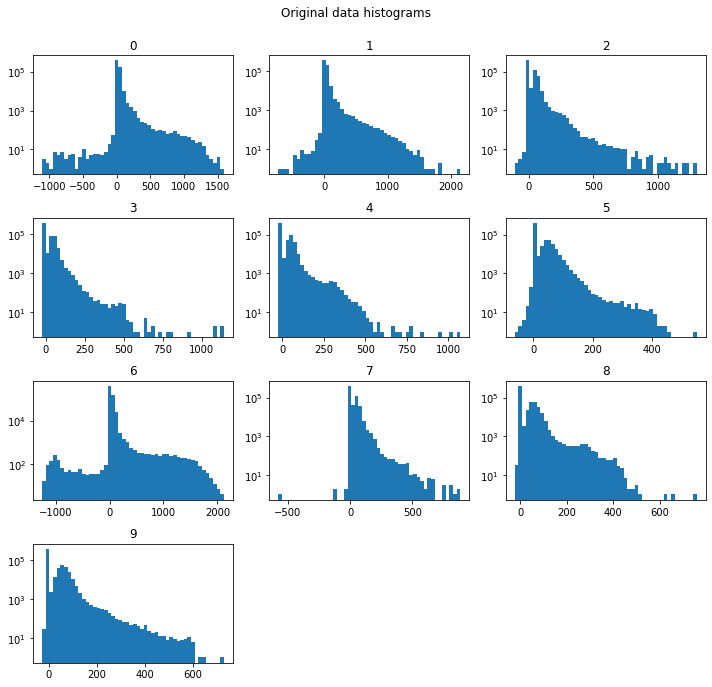 Original data histograms
0 1 2
10^5 10^3 10^1 10^5 10^3 10^1 10^5 10^3 10^1
−1000 −500 0 500 1000 1500 0 1000 2000 0 500 1000
3 4 5
10^5 10^3 10^1 10^5 10^3 10^1 10^5 10^3 10^1
0 250 500 750 1000 0 250 500 750 1000 0 200 400
6 7 8
10^4 10^2 10^5 10^3 10^1 10^5 10^3 10^1
−1000 0 1000 2000 −500 0 500 0 200 400 600
9
10^5 10^3 10^1
0 200 400 600